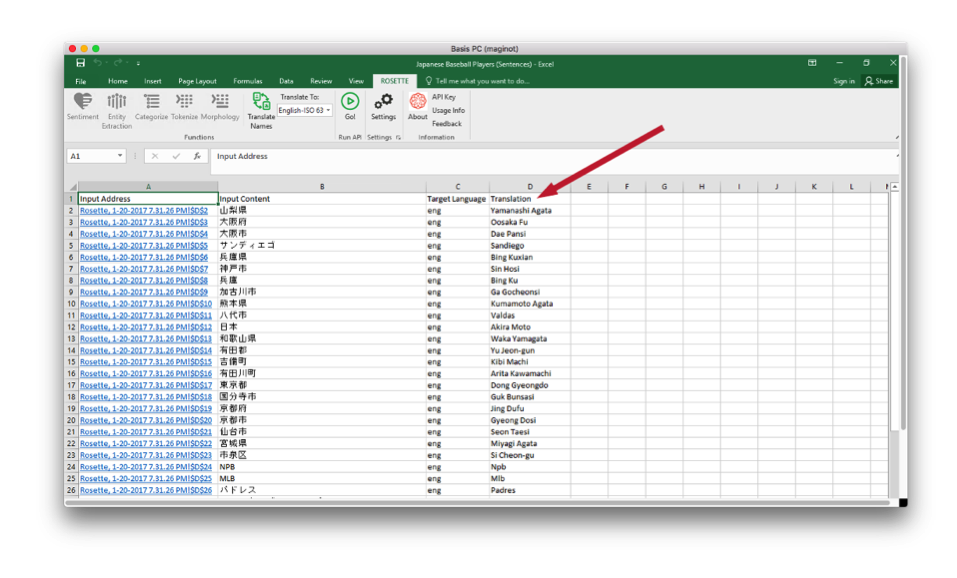 Basis PC (maginot)
Japanese Baseball Players (Sentences) - Excel
File Home Insert Page Layout Formulas Data Review View ROSETTE Tell me what you want to do... Sign in Share
Sentiment Entity Extraction Categorize Tokenize Morphology Translate Names Translate To: English-ISO 63 Go! Settings About API Key Usage Info Feedback
Functions Run API Settings Information
A1 Input Address
A B C D E F G H I J K L M
1 Input Address Input Content Target Language Translation
2 Rosette, 1-20-2017 7.31.26 PM!$D$2 山梨県 eng Yamanashi Agata
3 Rosette, 1-20-2017 7.31.26 PM!$D$3 大阪府 eng Oosaka Fu
4 Rosette, 1-20-2017 7.31.26 PM!$D$4 大阪市 eng Dae Pansi
5 Rosette, 1-20-2017 7.31.26 PM!$D$5 サンディエゴ eng Sandiego
6 Rosette, 1-20-2017 7.31.26 PM!$D$6 兵庫県 eng Bing Kuxian
7 Rosette, 1-20-2017 7.31.26 PM!$D$7 神戸市 eng Sin Hosi
8 Rosette, 1-20-2017 7.31.26 PM!$D$8 兵庫 eng Bing Ku
9 Rosette, 1-20-2017 7.31.26 PM!$D$9 加古川市 eng Ga Gocheonsi
10 Rosette, 1-20-2017 7.31.26 PM!$D$10 熊本県 eng Kumamoto Agata
11 Rosette, 1-20-2017 7.31.26 PM!$D$11 八代市 eng Valdas
12 Rosette, 1-20-2017 7.31.26 PM!$D$12 日本 eng Akira Moto
13 Rosette, 1-20-2017 7.31.26 PM!$D$13 和歌山県 eng Waka Yamagata
14 Rosette, 1-20-2017 7.31.26 PM!$D$14 有田郡 eng Yu Jeon-gun
15 Rosette, 1-20-2017 7.31.26 PM!$D$15 吉備町 eng Kibi Machi
16 Rosette, 1-20-2017 7.31.26 PM!$D$16 有田川町 eng Arita Kawamachi
17 Rosette, 1-20-2017 7.31.26 PM!$D$17 東京都 eng Dong Gyeongdo
18 Rosette, 1-20-2017 7.31.26 PM!$D$18 国分寺市 eng Guk Bunsasi
19 Rosette, 1-20-2017 7.31.26 PM!$D$19 京都府 eng Jing Dufu
20 Rosette, 1-20-2017 7.31.26 PM!$D$20 京都市 eng Gyeong Dosi
21 Rosette, 1-20-2017 7.31.26 PM!$D$21 仙台市 eng Seon Taesi
22 Rosette, 1-20-2017 7.31.26 PM!$D$22 宮城県 eng Miyagi Agata
23 Rosette, 1-20-2017 7.31.26 PM!$D$23 市泉区 eng Si Cheon-gu
24 Rosette, 1-20-2017 7.31.26 PM!$D$24 NPB eng Npb
25 Rosette, 1-20-2017 7.31.26 PM!$D$25 MLB eng Mlb
26 Rosette, 1-20-2017 7.31.26 PM!$D$26 パドレス eng Padres